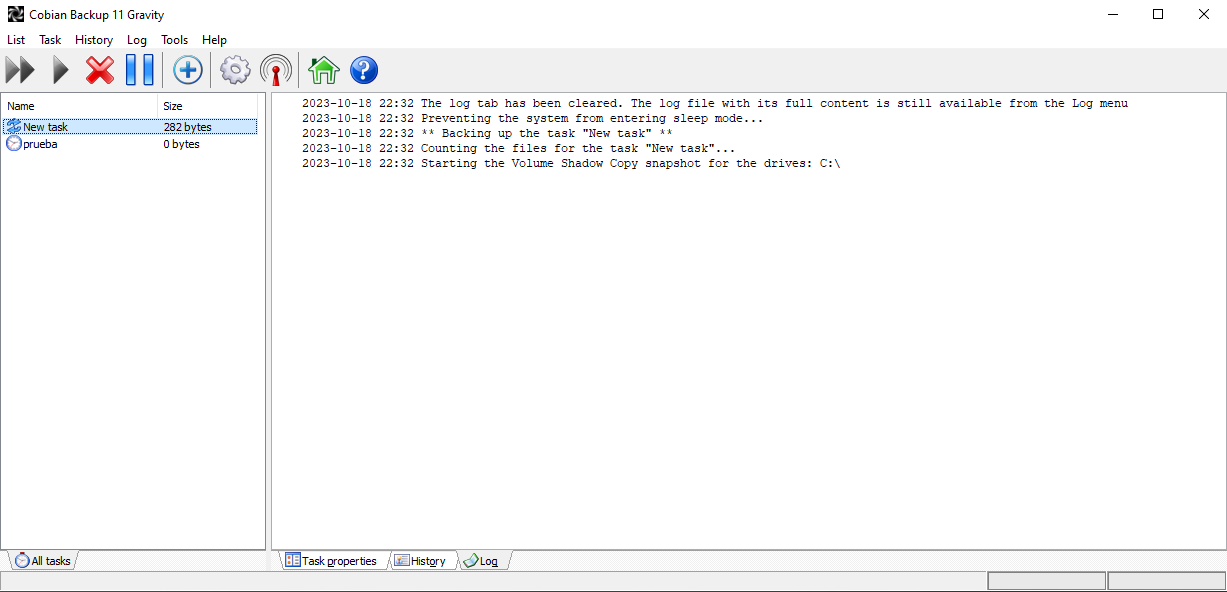 Cobian Backup 11 Gravity
List Task History Log Tools Help
Name Size
New task 282 bytes
prueba 0 bytes
2023-10-18 22:32 The log tab has been cleared. The log file with its full content is still available from the Log menu
2023-10-18 22:32 Preventing the system from entering sleep mode...
2023-10-18 22:32 ** Backing up the task "New task" **
2023-10-18 22:32 Counting the files for the task "New task"...
2023-10-18 22:32 Starting the Volume Shadow Copy snapshot for the drives: C:\
All tasks
Task properties History Log